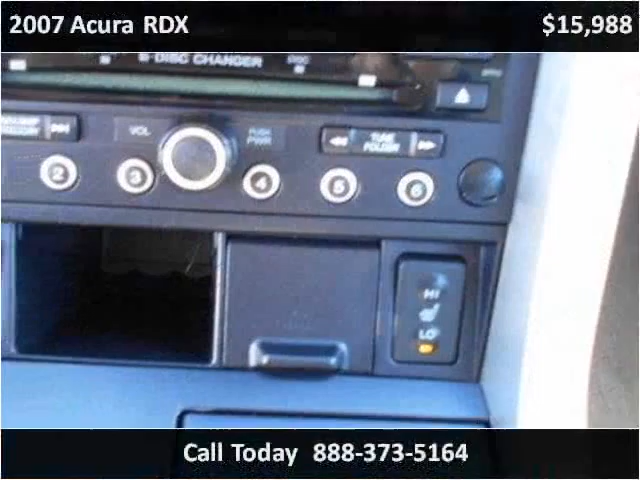 2007 Acura RDX $15,988
6-DISC CHANGER DISC
VOL PUSH PWR TUNE FOLDER
2 3 4 5 6
HI
LO
Call Today 888-373-5164